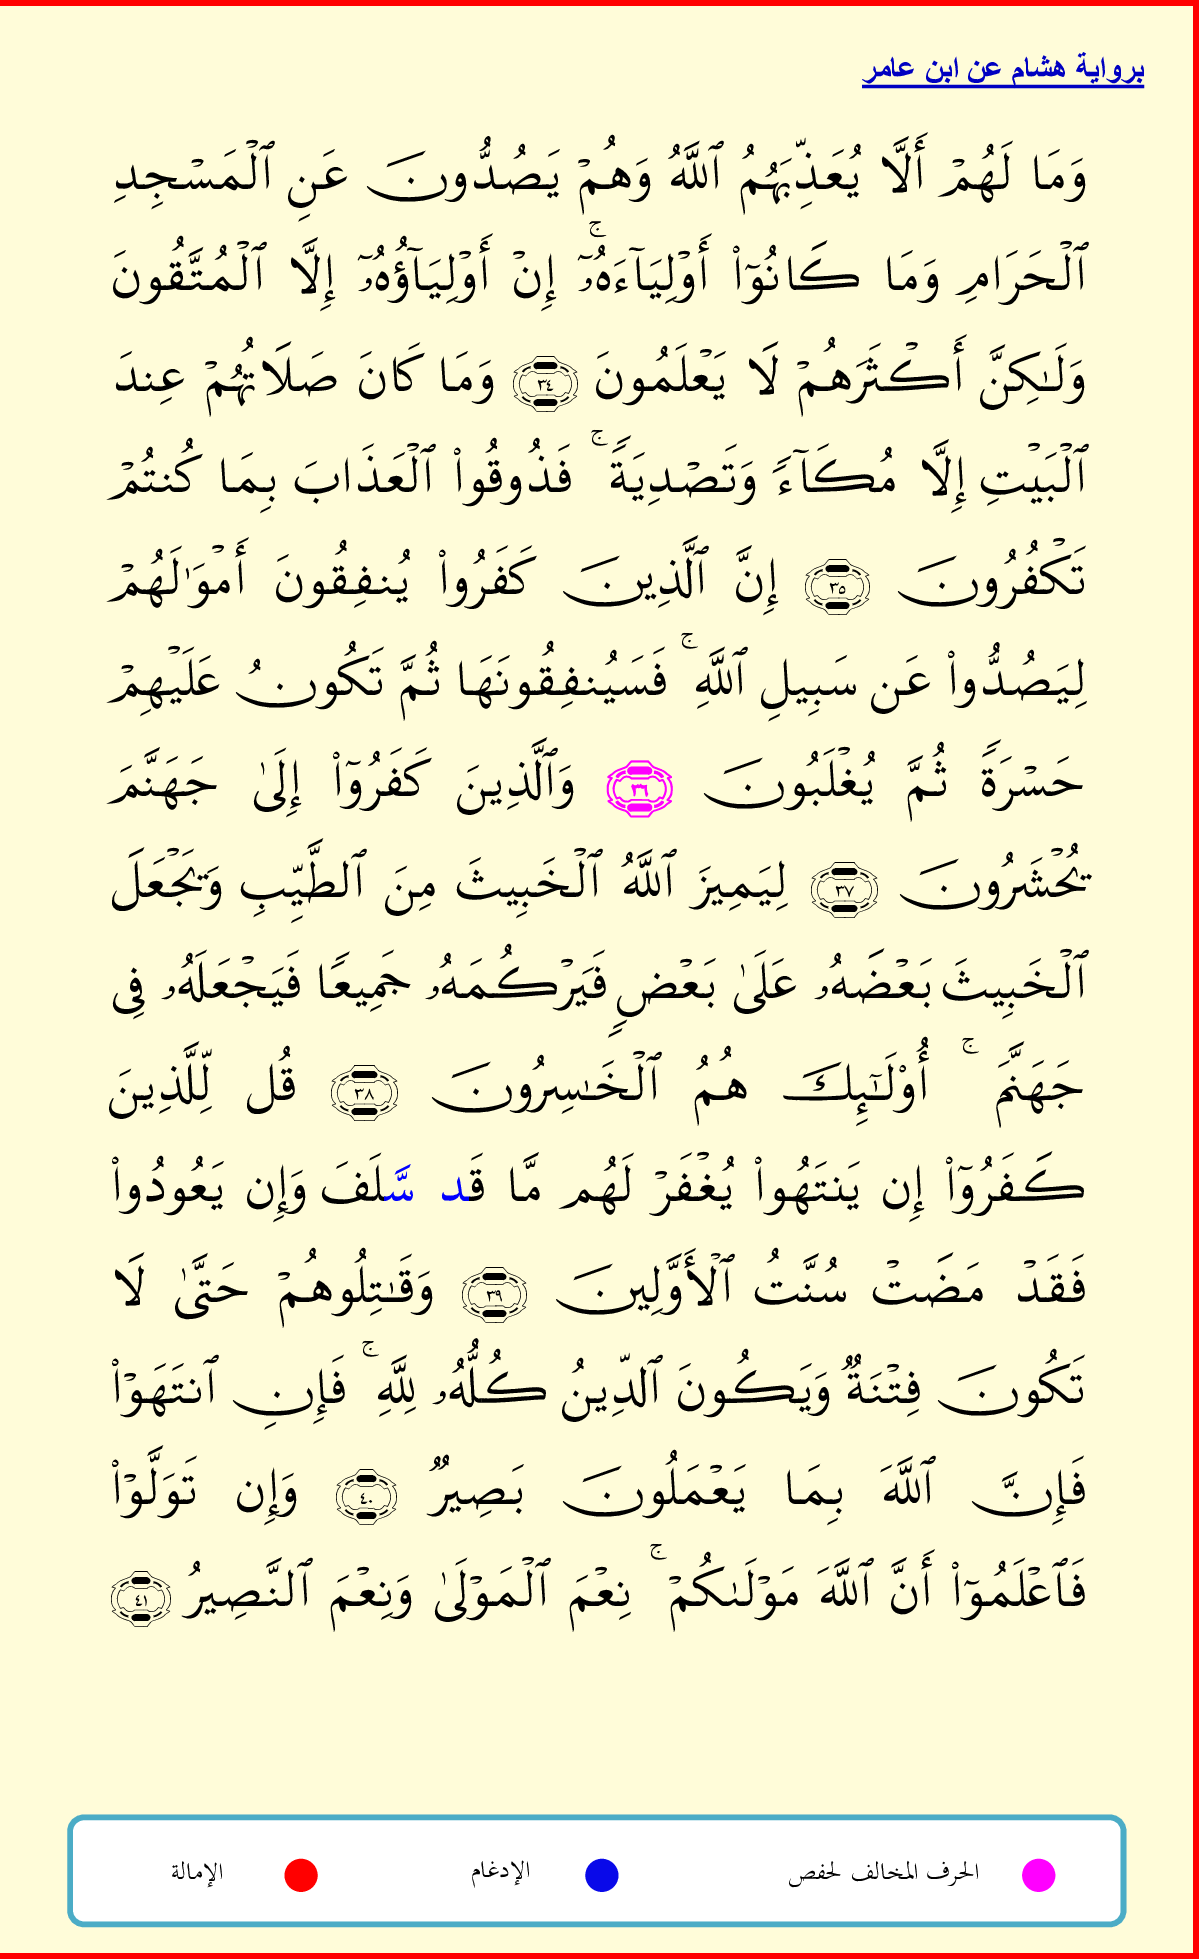 برواية هشام عن ابن عامر
وَمَا لَهُمۡ أَلَّا يُعَذِّبَهُمُ ٱللَّهُ وَهُمۡ يَصُدُّونَ عَنِ ٱلۡمَسۡجِدِ
ٱلۡحَرَامِ وَمَا كَانُوٓاْ أَوۡلِيَآءَهُۥٓۚ إِنۡ أَوۡلِيَآؤُهُۥٓ إِلَّا ٱلۡمُتَّقُونَ
وَلَٰكِنَّ أَكۡثَرَهُمۡ لَا يَعۡلَمُونَ ٣٤ وَمَا كَانَ صَلَاتُهُمۡ عِندَ
ٱلۡبَيۡتِ إِلَّا مُكَآءٗ وَتَصۡدِيَةٗۚ فَذُوقُواْ ٱلۡعَذَابَ بِمَا كُنتُمۡ
تَكۡفُرُونَ ٣٥ إِنَّ ٱلَّذِينَ كَفَرُواْ يُنفِقُونَ أَمۡوَٰلَهُمۡ
لِيَصُدُّواْ عَن سَبِيلِ ٱللَّهِۚ فَسَيُنفِقُونَهَا ثُمَّ تَكُونُ عَلَيۡهِمۡ
حَسۡرَةٗ ثُمَّ يُغۡلَبُونَ ٣٦ وَٱلَّذِينَ كَفَرُوٓاْ إِلَىٰ جَهَنَّمَ
يُحۡشَرُونَ ٣٧ لِيَمِيزَ ٱللَّهُ ٱلۡخَبِيثَ مِنَ ٱلطَّيِّبِ وَيَجۡعَلَ
ٱلۡخَبِيثَ بَعۡضَهُۥ عَلَىٰ بَعۡضٖ فَيَرۡكُمَهُۥ جَمِيعٗا فَيَجۡعَلَهُۥ فِي
جَهَنَّمَۚ أُوْلَٰٓئِكَ هُمُ ٱلۡخَٰسِرُونَ ٣٨ قُل لِّلَّذِينَ
كَفَرُوٓاْ إِن يَنتَهُواْ يُغۡفَرۡ لَهُم مَّا قَد سَّلَفَ وَإِن يَعُودُواْ
فَقَدۡ مَضَتۡ سُنَّتُ ٱلۡأَوَّلِينَ ٣٩ وَقَٰتِلُوهُمۡ حَتَّىٰ لَا
تَكُونَ فِتۡنَةٞ وَيَكُونَ ٱلدِّينُ كُلُّهُۥ لِلَّهِۚ فَإِنِ ٱنتَهَوۡاْ
فَإِنَّ ٱللَّهَ بِمَا يَعۡمَلُونَ بَصِيرٞ ٤٠ وَإِن تَوَلَّوۡاْ
فَٱعۡلَمُوٓاْ أَنَّ ٱللَّهَ مَوۡلَىٰكُمۡۚ نِعۡمَ ٱلۡمَوۡلَىٰ وَنِعۡمَ ٱلنَّصِيرُ ٤١
الحرف المخالف لحفص الإدغام الإمالة